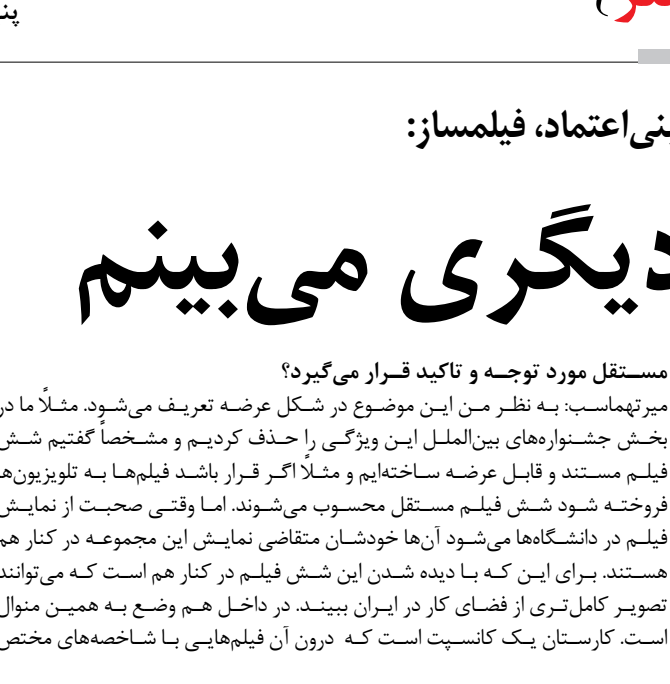 بنی‌اعتماد، فیلمساز:
دیگری می‌بینم
مستقل مورد توجه و تاکید قرار می‌گیرد؟
میرتهماسب: به نظر من این موضوع در شکل عرضه تعریف می‌شود. مثلاً ما در
بخش جشنواره‌های بین‌الملل این ویژگی را حذف کردیم و مشخصاً گفتیم شش
فیلم مستند و قابل عرضه ساخته‌ایم و مثلاً اگر قرار باشد فیلم‌ها به تلویزیون‌ها
فروخته شود شش فیلم مستقل محسوب می‌شوند. اما وقتی صحبت از نمایش
فیلم در دانشگاه‌ها می‌شود آن‌ها خودشان متقاضی نمایش این مجموعه در کنار هم
هستند. برای این که با دیده شدن این شش فیلم در کنار هم است که می‌توانند
تصویر کامل‌تری از فضای کار در ایران ببیند. در داخل هم وضع به همین منوال
است. کارستان یک کانسپت است که درون آن فیلم‌هایی با شاخصه‌های مختص